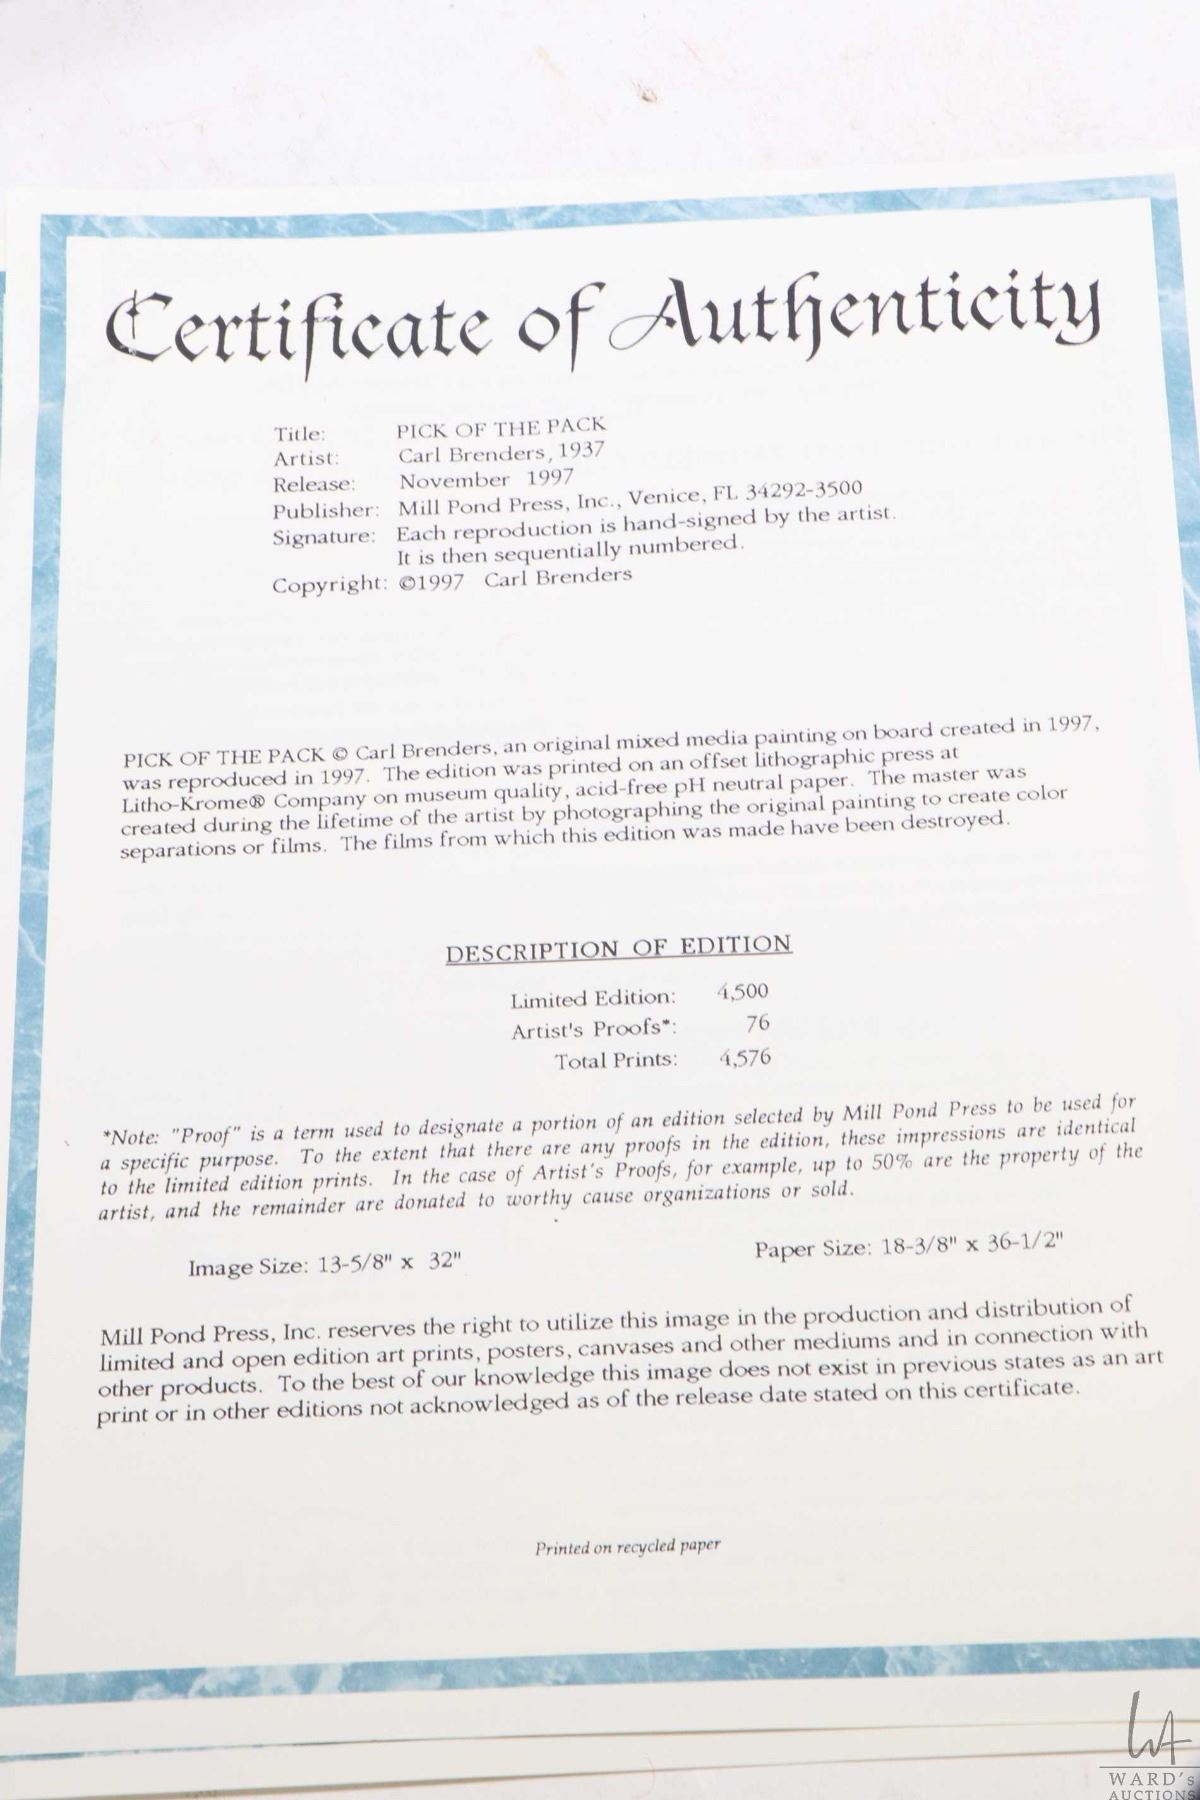 Certificate of Authenticity
Title: PICK OF THE PACK
Artist: Carl Brenders, 1937
Release: November 1997
Publisher: Mill Pond Press, Inc., Venice, FL 34292-3500
Signature: Each reproduction is hand-signed by the artist.
It is then sequentially numbered.
Copyright: ©1997 Carl Brenders
PICK OF THE PACK © Carl Brenders, an original mixed media painting on board created in 1997,
was reproduced in 1997. The edition was printed on an offset lithographic press at
Litho-Krome® Company on museum quality, acid-free pH neutral paper. The master was
created during the lifetime of the artist by photographing the original painting to create color
separations or films. The films from which this edition was made have been destroyed.
DESCRIPTION OF EDITION
Limited Edition: 4,500
Artist's Proofs*: 76
Total Prints: 4,576
*Note: "Proof" is a term used to designate a portion of an edition selected by Mill Pond Press to be used for
a specific purpose. To the extent that there are any proofs in the edition, these impressions are identical
to the limited edition prints. In the case of Artist's Proofs, for example, up to 50% are the property of the
artist, and the remainder are donated to worthy cause organizations or sold.
Image Size: 13-5/8" x 32" Paper Size: 18-3/8" x 36-1/2"
Mill Pond Press, Inc. reserves the right to utilize this image in the production and distribution of
limited and open edition art prints, posters, canvases and other mediums and in connection with
other products. To the best of our knowledge this image does not exist in previous states as an art
print or in other editions not acknowledged as of the release date stated on this certificate.
Printed on recycled paper
WA
WARD's
AUCTIONS